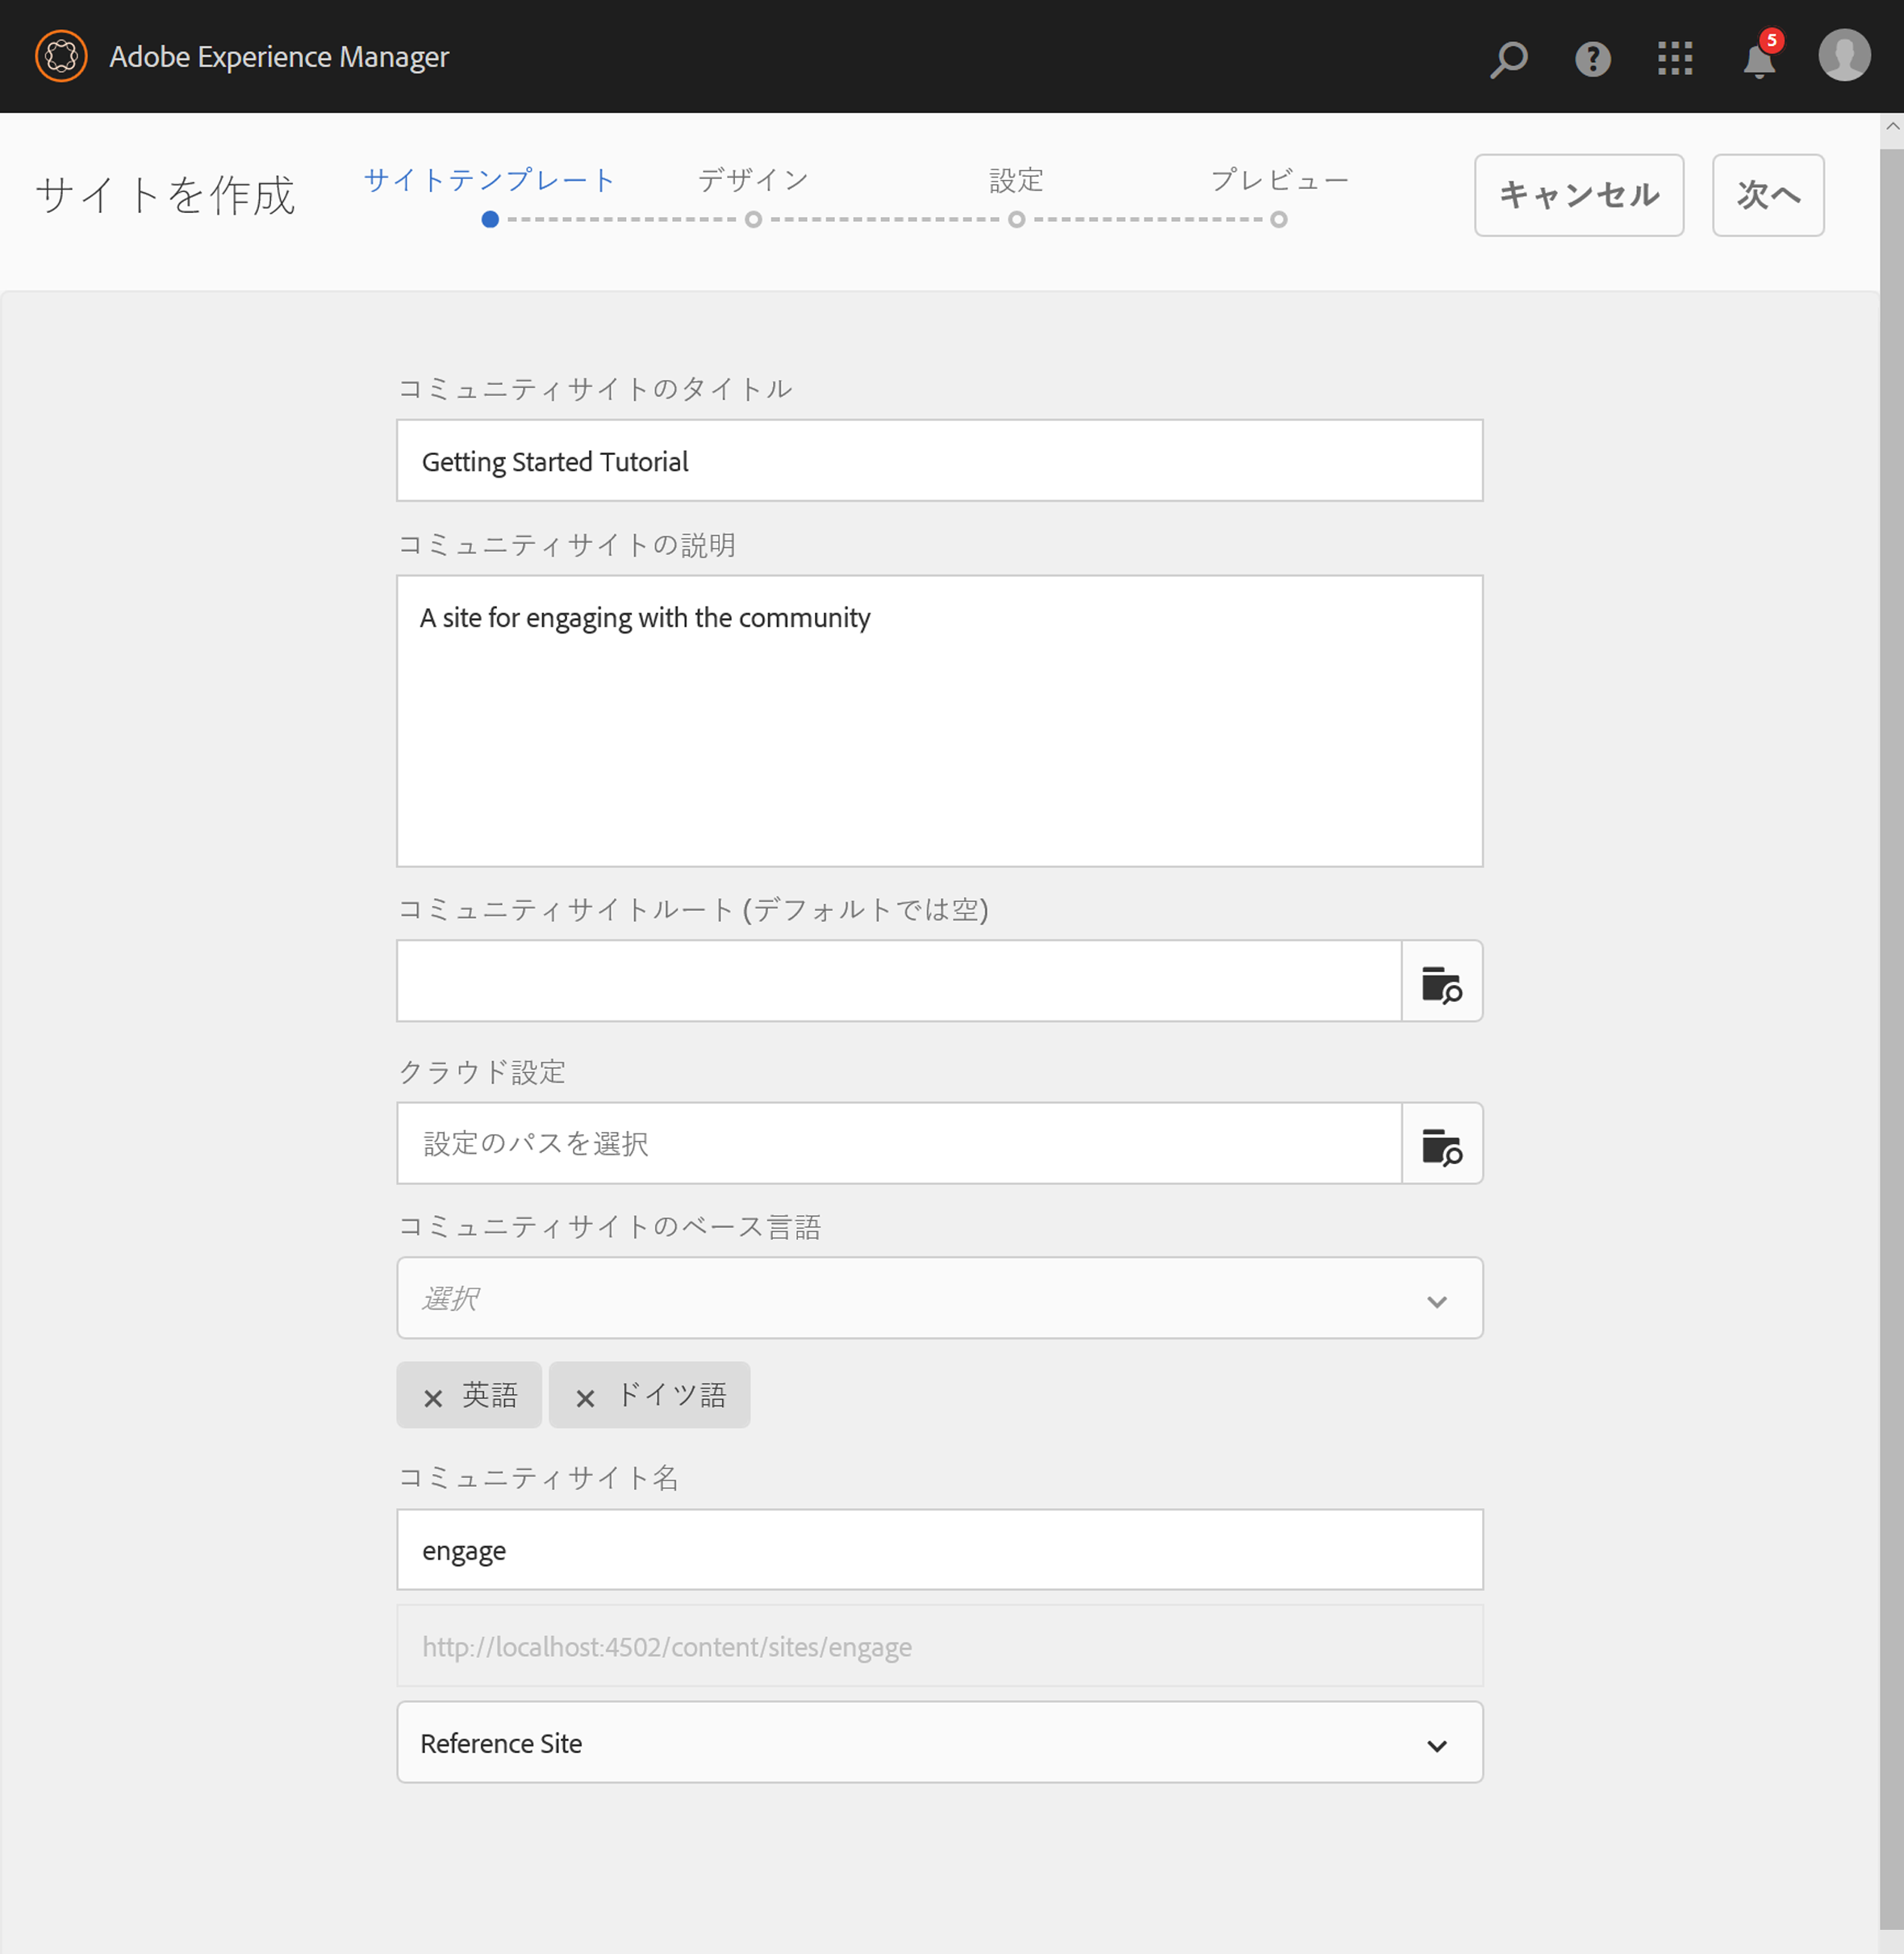 Adobe Experience Manager
5
サイトを作成
サイトテンプレート
デザイン
設定
プレビュー
キャンセル
次へ
コミュニティサイトのタイトル
Getting Started Tutorial
コミュニティサイトの説明
A site for engaging with the community
コミュニティサイトルート (デフォルトでは空)
クラウド設定
設定のパスを選択
コミュニティサイトのベース言語
選択
英語
ドイツ語
コミュニティサイト名
engage
http://localhost:4502/content/sites/engage
Reference Site